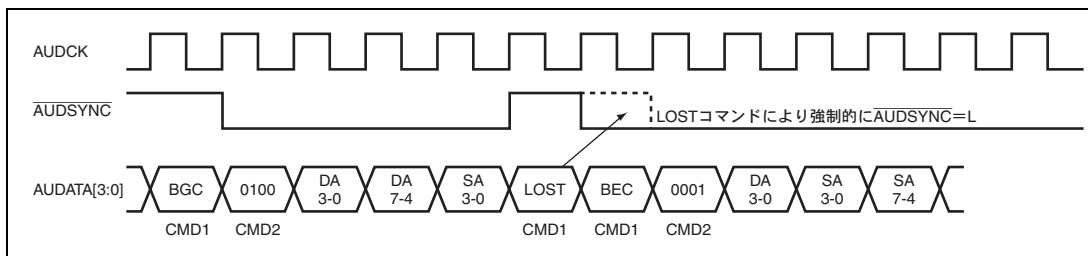 AUDCK
AUDSYNC
LOSTコマンドにより強制的にAUDSYNC=L
AUDATA[3:0]
BGC
0100
DA
3-0
DA
7-4
SA
3-0
LOST
BEC
0001
DA
3-0
SA
3-0
SA
7-4
CMD1
CMD2
CMD1
CMD1
CMD2